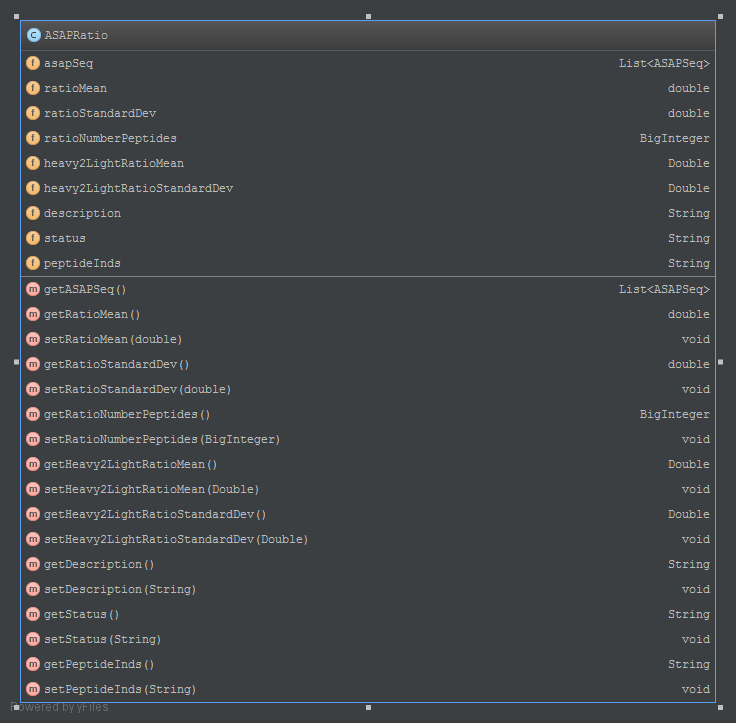 ASAPRatio
asapSeq List<ASAPSeq>
ratioMean double
ratioStandardDev double
ratioNumberPeptides BigInteger
heavy2LightRatioMean Double
heavy2LightRatioStandardDev Double
description String
status String
peptideInds String
getASAPSeq() List<ASAPSeq>
getRatioMean() double
setRatioMean(double) void
getRatioStandardDev() double
setRatioStandardDev(double) void
getRatioNumberPeptides() BigInteger
setRatioNumberPeptides(BigInteger) void
getHeavy2LightRatioMean() Double
setHeavy2LightRatioMean(Double) void
getHeavy2LightRatioStandardDev() Double
setHeavy2LightRatioStandardDev(Double) void
getDescription() String
setDescription(String) void
getStatus() String
setStatus(String) void
getPeptideInds() String
setPeptideInds(String) void
Powered by yFiles